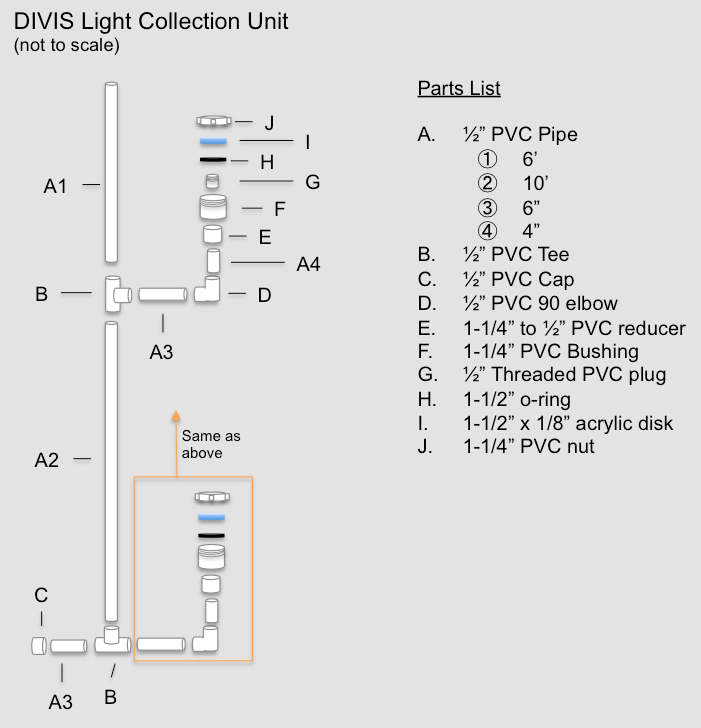 DIVIS Light Collection Unit
(not to scale)
J
I
H
G
F
E
A4
D
A1
B
A3
A2
Same as
above
C
A3
B
Parts List
A. ½” PVC Pipe
① 6’
② 10’
③ 6”
④ 4”
B. ½” PVC Tee
C. ½” PVC Cap
D. ½” PVC 90 elbow
E. 1-1/4” to ½” PVC reducer
F. 1-1/4” PVC Bushing
G. ½” Threaded PVC plug
H. 1-1/2” o-ring
I. 1-1/2” x 1/8” acrylic disk
J. 1-1/4” PVC nut